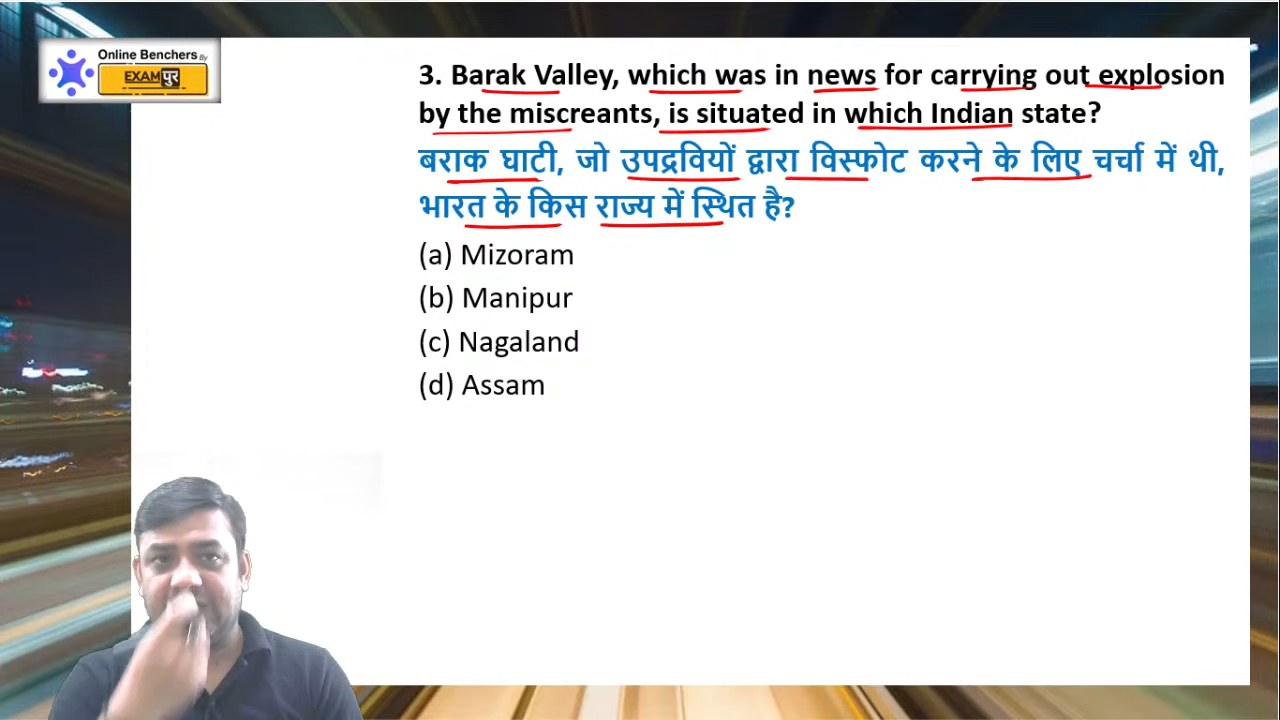 Online Benchers By
EXAMपुर
3. Barak Valley, which was in news for carrying out explosion
by the miscreants, is situated in which Indian state?
बराक घाटी, जो उपद्रवियों द्वारा विस्फोट करने के लिए चर्चा में थी,
भारत के किस राज्य में स्थित है?
(a) Mizoram
(b) Manipur
(c) Nagaland
(d) Assam